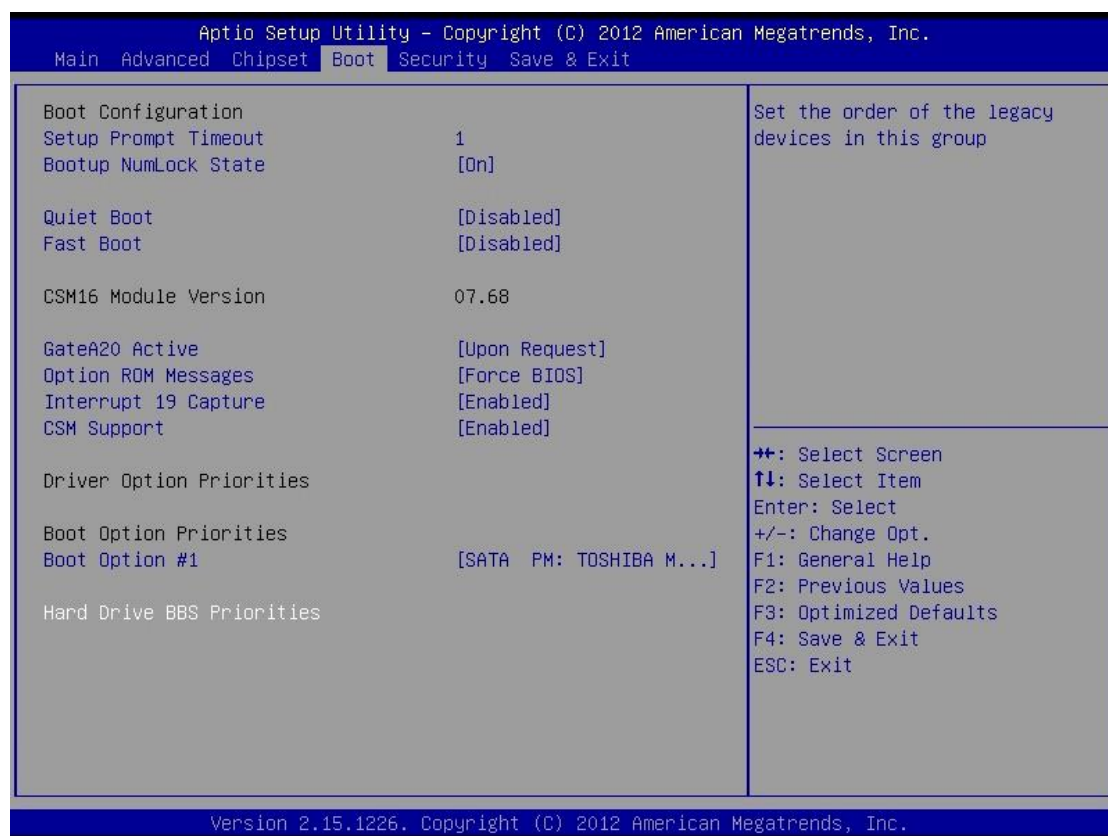 Aptio Setup Utility – Copyright (C) 2012 American Megatrends, Inc.
Main Advanced Chipset Boot Security Save & Exit
Boot Configuration
Setup Prompt Timeout 1
Bootup NumLock State [On]
Quiet Boot [Disabled]
Fast Boot [Disabled]
CSM16 Module Version 07.68
GateA20 Active [Upon Request]
Option ROM Messages [Force BIOS]
Interrupt 19 Capture [Enabled]
CSM Support [Enabled]
Driver Option Priorities
Boot Option Priorities
Boot Option #1 [SATA PM: TOSHIBA M...]
Hard Drive BBS Priorities
Set the order of the legacy
devices in this group
→←: Select Screen
↑↓: Select Item
Enter: Select
+/-: Change Opt.
F1: General Help
F2: Previous Values
F3: Optimized Defaults
F4: Save & Exit
ESC: Exit
Version 2.15.1226. Copyright (C) 2012 American Megatrends, Inc.